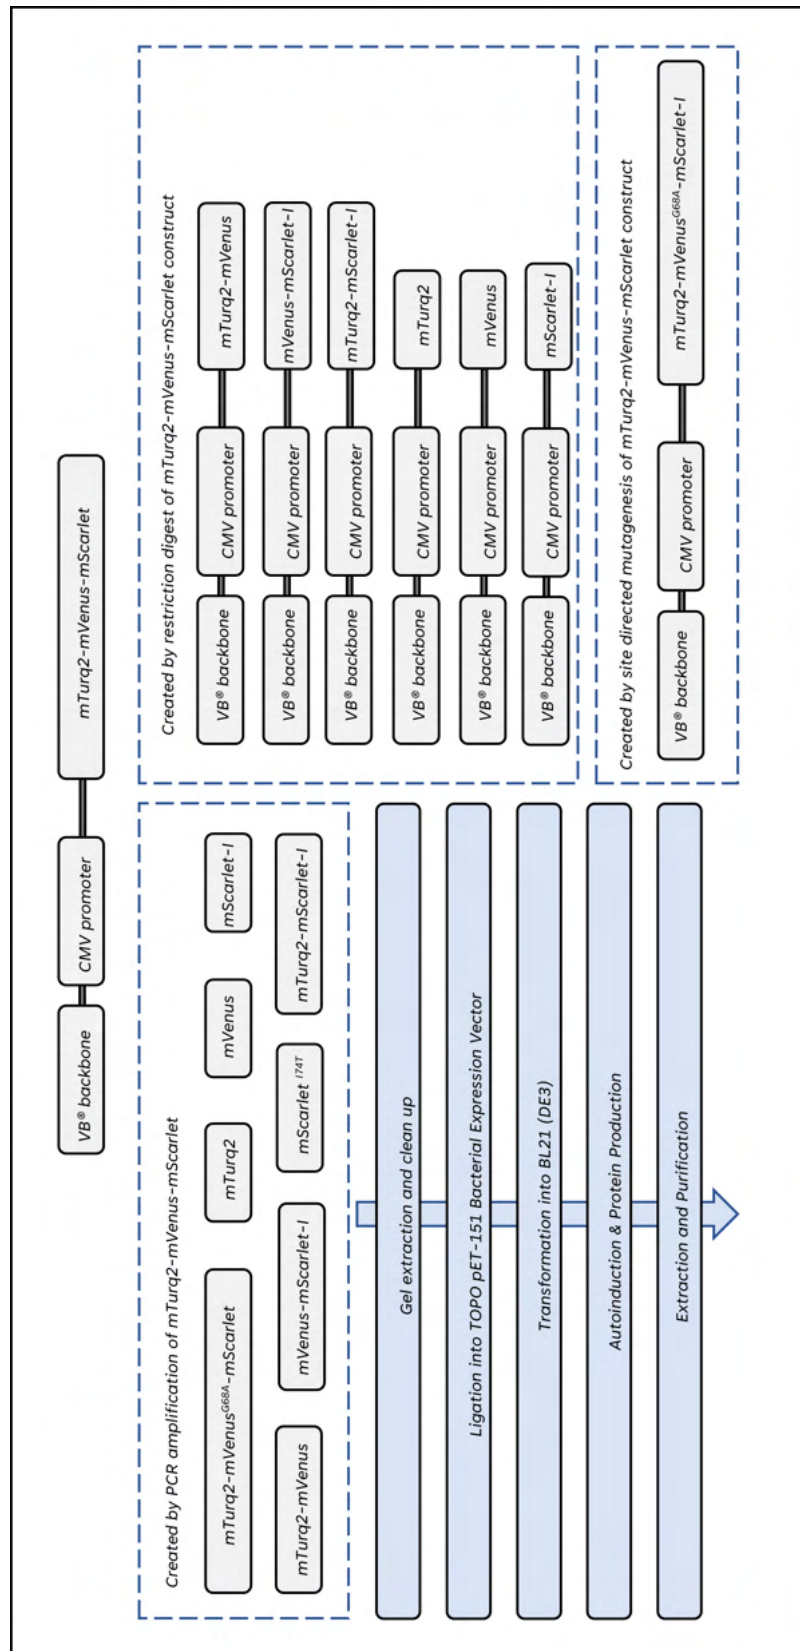 VB® backbone
CMV promoter
mTurq2-mVenus-mScarlet
Created by PCR amplification of mTurq2-mVenus-mScarlet
mTurq2-mVenusG68A-mScarlet
mTurq2
mVenus
mScarlet-I
mTurq2-mVenus
mVenus-mScarlet-I
mScarlet I74T
mTurq2-mScarlet-I
Gel extraction and clean up
Ligation into TOPO pET-151 Bacterial Expression Vector
Transformation into BL21 (DE3)
Autoinduction & Protein Production
Extraction and Purification
Created by restriction digest of mTurq2-mVenus-mScarlet construct
VB® backbone
CMV promoter
mTurq2-mVenus
VB® backbone
CMV promoter
mVenus-mScarlet-I
VB® backbone
CMV promoter
mTurq2-mScarlet-I
VB® backbone
CMV promoter
mTurq2
VB® backbone
CMV promoter
mVenus
VB® backbone
CMV promoter
mScarlet-I
Created by site directed mutagenesis of mTurq2-mVenus-mScarlet construct
VB® backbone
CMV promoter
mTurq2-mVenusG68A-mScarlet-I